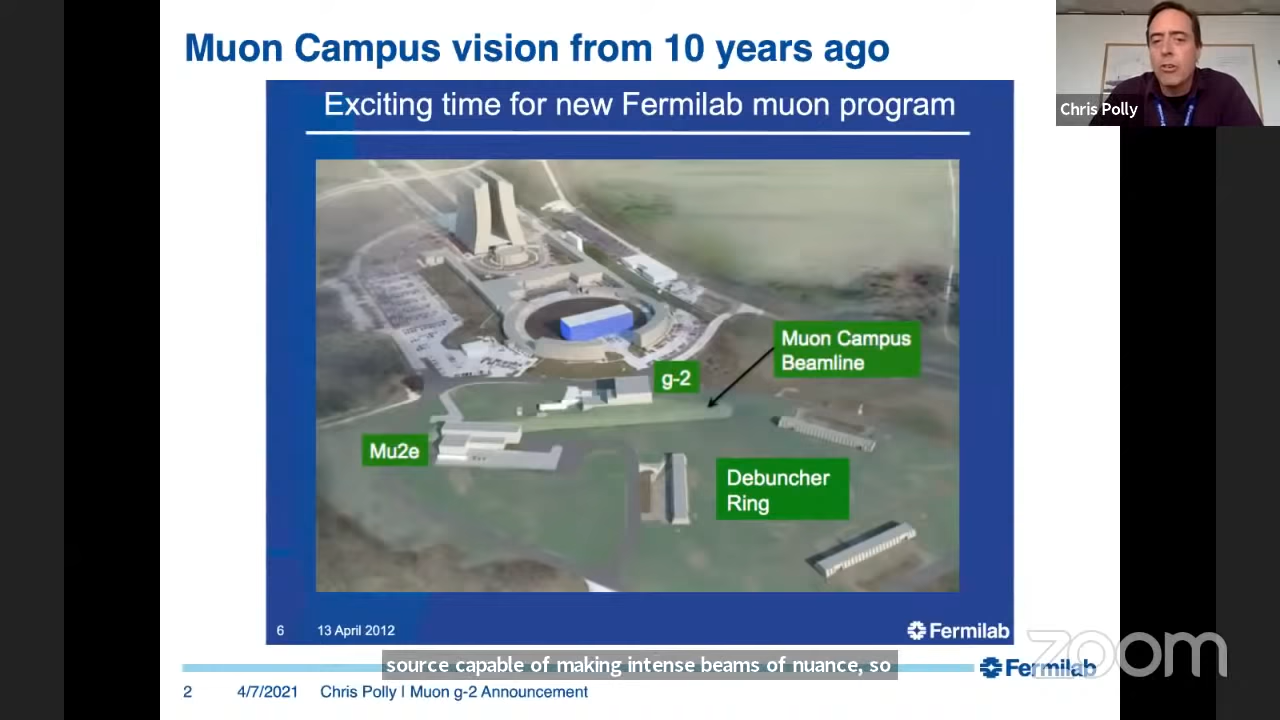 Muon Campus vision from 10 years ago
Exciting time for new Fermilab muon program
Chris Polly
Muon Campus
Beamline
g-2
Mu2e
Debuncher
Ring
6 13 April 2012
Fermilab
source capable of making intense beams of nuance, so
Fermilab
zoom
2 4/7/2021 Chris Polly | Muon g-2 Announcement